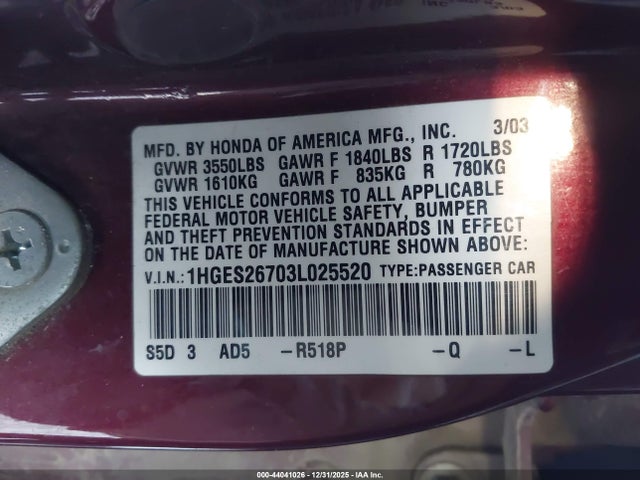 MFD. BY HONDA OF AMERICA MFG., INC. 3/03
GVWR 3550LBS GAWR F 1840LBS R 1720LBS
GVWR 1610KG GAWR F 835KG R 780KG
THIS VEHICLE CONFORMS TO ALL APPLICABLE
FEDERAL MOTOR VEHICLE SAFETY, BUMPER
AND THEFT PREVENTION STANDARDS IN EFFECT
ON THE DATE OF MANUFACTURE SHOWN ABOVE:
V.I.N.:1HGES26703L025520 TYPE:PASSENGER CAR
S5D 3 AD5 -R518P -Q -L
000-44041026 - 12/31/2025 - IAA Inc.